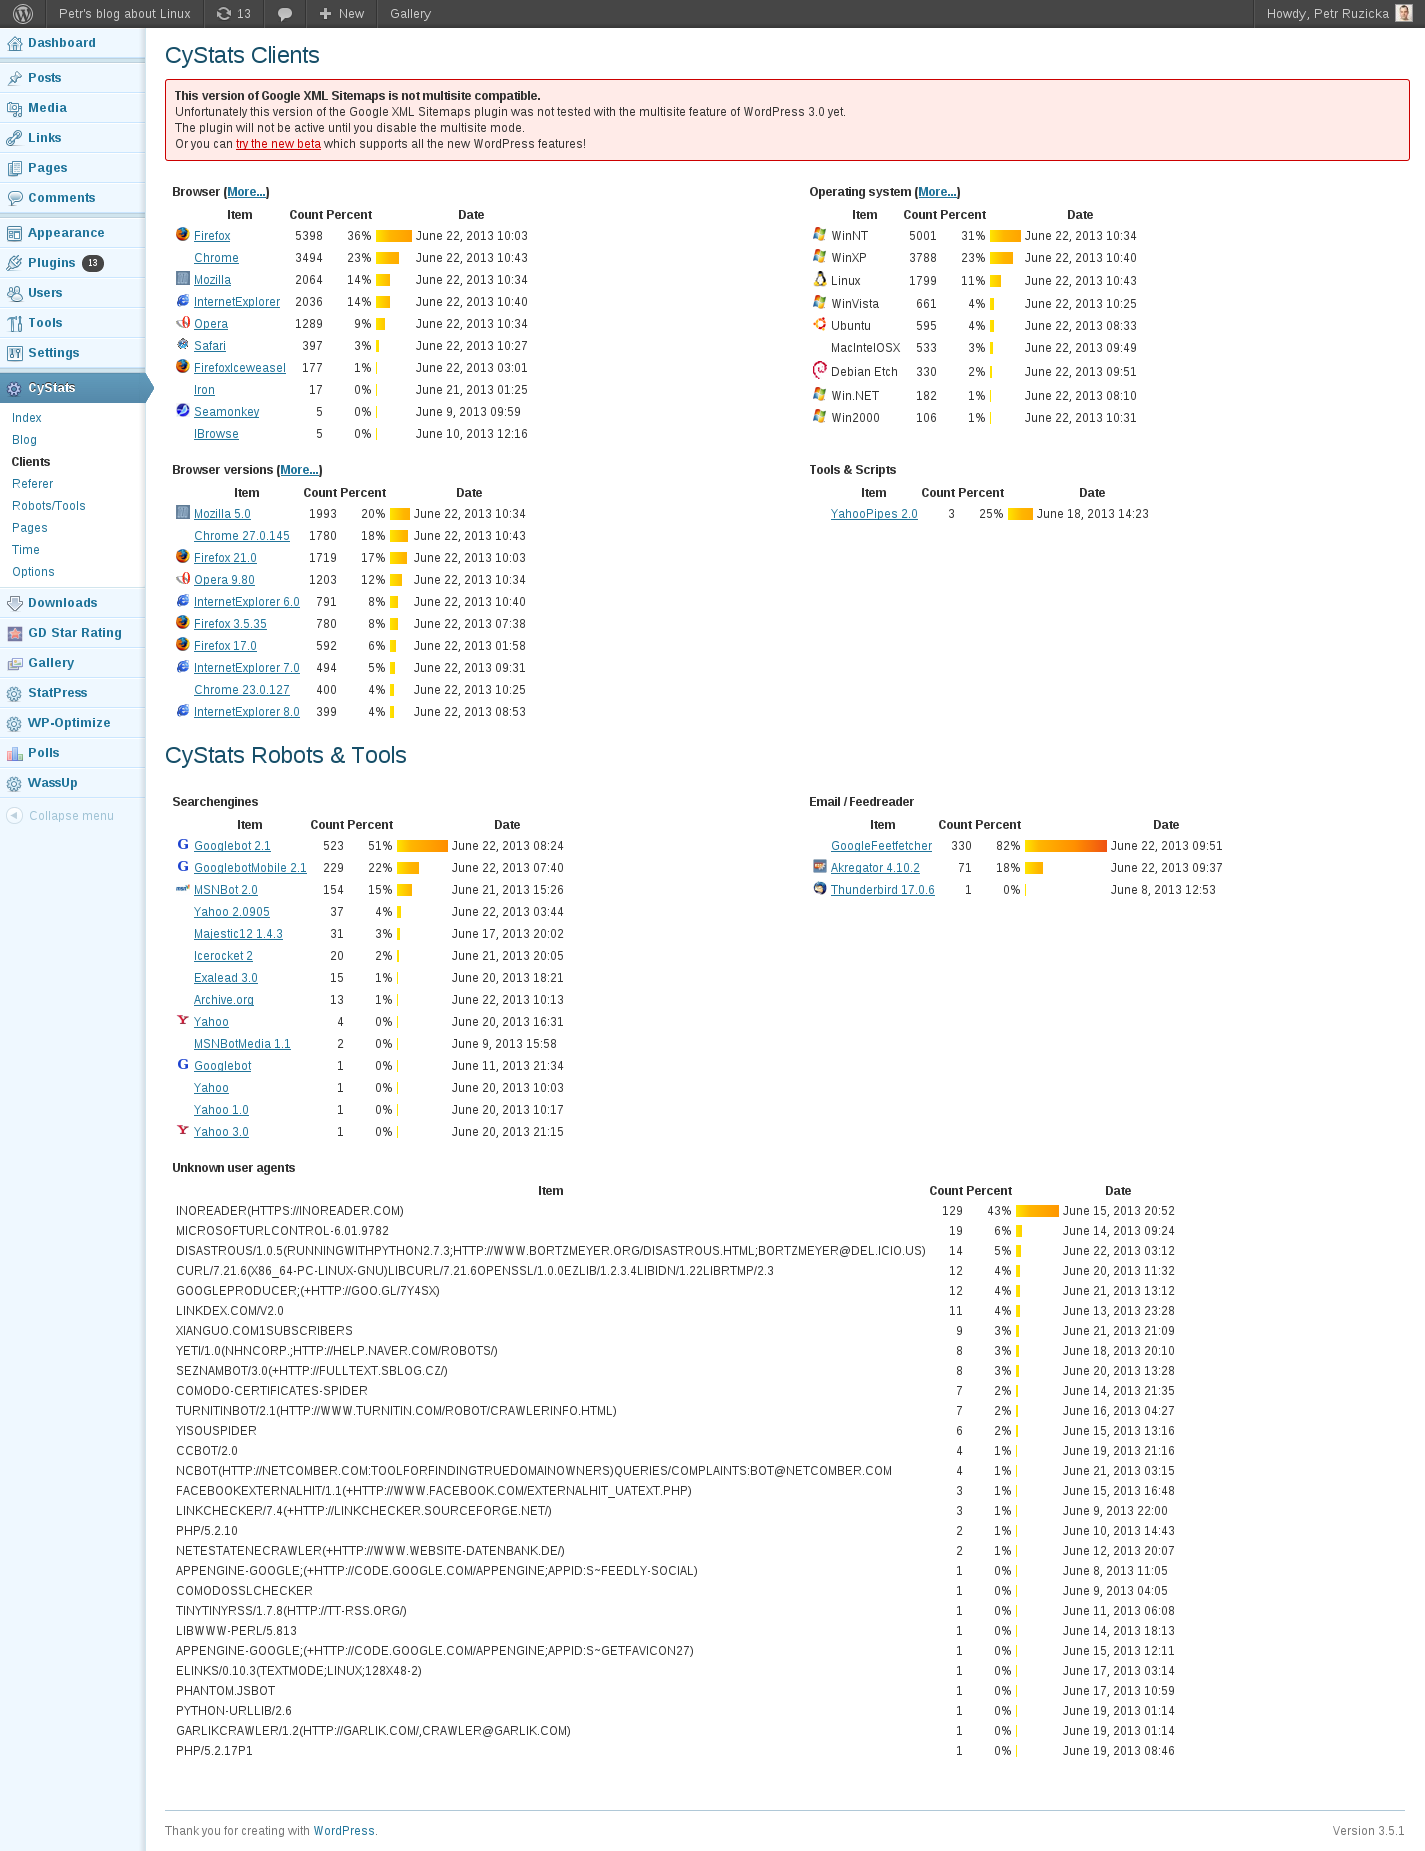 Petr's blog about Linux 13 New Gallery Howdy, Petr Ruzicka
Dashboard
Posts
Media
Links
Pages
Comments
Appearance
Plugins 13
Users
Tools
Settings
CyStats
Index
Blog
Clients
Referer
Robots/Tools
Pages
Time
Options
Downloads
GD Star Rating
Gallery
StatPress
WP-Optimize
Polls
WassUp
Collapse menu
CyStats Clients
This version of Google XML Sitemaps is not multisite compatible.
Unfortunately this version of the Google XML Sitemaps plugin was not tested with the multisite feature of WordPress 3.0 yet.
The plugin will not be active until you disable the multisite mode.
Or you can try the new beta which supports all the new WordPress features!
Browser (More...)
Item Count Percent Date
Firefox 5398 36% June 22, 2013 10:03
Chrome 3494 23% June 22, 2013 10:43
Mozilla 2064 14% June 22, 2013 10:34
InternetExplorer 2036 14% June 22, 2013 10:40
Opera 1289 9% June 22, 2013 10:34
Safari 397 3% June 22, 2013 10:27
FirefoxIceweasel 177 1% June 22, 2013 03:01
Iron 17 0% June 21, 2013 01:25
Seamonkey 5 0% June 9, 2013 09:59
IBrowse 5 0% June 10, 2013 12:16
Operating system (More...)
Item Count Percent Date
WinNT 5001 31% June 22, 2013 10:34
WinXP 3788 23% June 22, 2013 10:40
Linux 1799 11% June 22, 2013 10:43
WinVista 661 4% June 22, 2013 10:25
Ubuntu 595 4% June 22, 2013 08:33
MacIntelOSX 533 3% June 22, 2013 09:49
Debian Etch 330 2% June 22, 2013 09:51
Win.NET 182 1% June 22, 2013 08:10
Win2000 106 1% June 22, 2013 10:31
Browser versions (More...)
Item Count Percent Date
Mozilla 5.0 1993 20% June 22, 2013 10:34
Chrome 27.0.145 1780 18% June 22, 2013 10:43
Firefox 21.0 1719 17% June 22, 2013 10:03
Opera 9.80 1203 12% June 22, 2013 10:34
InternetExplorer 6.0 791 8% June 22, 2013 10:40
Firefox 3.5.35 780 8% June 22, 2013 07:38
Firefox 17.0 592 6% June 22, 2013 01:58
InternetExplorer 7.0 494 5% June 22, 2013 09:31
Chrome 23.0.127 400 4% June 22, 2013 10:25
InternetExplorer 8.0 399 4% June 22, 2013 08:53
Tools & Scripts
Item Count Percent Date
YahooPipes 2.0 3 25% June 18, 2013 14:23
CyStats Robots & Tools
Searchengines
Item Count Percent Date
Googlebot 2.1 523 51% June 22, 2013 08:24
GooglebotMobile 2.1 229 22% June 22, 2013 07:40
MSNBot 2.0 154 15% June 21, 2013 15:26
Yahoo 2.0905 37 4% June 22, 2013 03:44
Majestic12 1.4.3 31 3% June 17, 2013 20:02
Icerocket 2 20 2% June 21, 2013 20:05
Exalead 3.0 15 1% June 20, 2013 18:21
Archive.org 13 1% June 22, 2013 10:13
Yahoo 4 0% June 20, 2013 16:31
MSNBotMedia 1.1 2 0% June 9, 2013 15:58
Googlebot 1 0% June 11, 2013 21:34
Yahoo 1 0% June 20, 2013 10:03
Yahoo 1.0 1 0% June 20, 2013 10:17
Yahoo 3.0 1 0% June 20, 2013 21:15
Email / Feedreader
Item Count Percent Date
GoogleFeetfetcher 330 82% June 22, 2013 09:51
Akregator 4.10.2 71 18% June 22, 2013 09:37
Thunderbird 17.0.6 1 0% June 8, 2013 12:53
Unknown user agents
Item Count Percent Date
INOREADER(HTTPS://INOREADER.COM) 129 43% June 15, 2013 20:52
MICROSOFTURLCONTROL-6.01.9782 19 6% June 14, 2013 09:24
DISASTROUS/1.0.5(RUNNINGWITHPYTHON2.7.3;HTTP://WWW.BORTZMEYER.ORG/DISASTROUS.HTML;BORTZMEYER@DEL.ICIO.US) 14 5% June 22, 2013 03:12
CURL/7.21.6(X86_64-PC-LINUX-GNU)LIBCURL/7.21.6OPENSSL/1.0.0EZLIB/1.2.3.4LIBIDN/1.22LIBRTMP/2.3 12 4% June 20, 2013 11:32
GOOGLEPRODUCER;(+HTTP://GOO.GL/7Y4SX) 12 4% June 21, 2013 13:12
LINKDEX.COM/V2.0 11 4% June 13, 2013 23:28
XIANGUO.COM1SUBSCRIBERS 9 3% June 21, 2013 21:09
YETI/1.0(NHNCORP.;HTTP://HELP.NAVER.COM/ROBOTS/) 8 3% June 18, 2013 20:10
SEZNAMBOT/3.0(+HTTP://FULLTEXT.SBLOG.CZ/) 8 3% June 20, 2013 13:28
COMODO-CERTIFICATES-SPIDER 7 2% June 14, 2013 21:35
TURNITINBOT/2.1(HTTP://WWW.TURNITIN.COM/ROBOT/CRAWLERINFO.HTML) 7 2% June 16, 2013 04:27
YISOUSPIDER 6 2% June 15, 2013 13:16
CCBOT/2.0 4 1% June 19, 2013 21:16
NCBOT(HTTP://NETCOMBER.COM:TOOLFORFINDINGTRUEDOMAINOWNERS)QUERIES/COMPLAINTS:BOT@NETCOMBER.COM 4 1% June 21, 2013 03:15
FACEBOOKEXTERNALHIT/1.1(+HTTP://WWW.FACEBOOK.COM/EXTERNALHIT_UATEXT.PHP) 3 1% June 15, 2013 16:48
LINKCHECKER/7.4(+HTTP://LINKCHECKER.SOURCEFORGE.NET/) 3 1% June 9, 2013 22:00
PHP/5.2.10 2 1% June 10, 2013 14:43
NETESTATENECRAWLER(+HTTP://WWW.WEBSITE-DATENBANK.DE/) 2 1% June 12, 2013 20:07
APPENGINE-GOOGLE;(+HTTP://CODE.GOOGLE.COM/APPENGINE;APPID:S~FEEDLY-SOCIAL) 1 0% June 8, 2013 11:05
COMODOSSLCHECKER 1 0% June 9, 2013 04:05
TINYTINYRSS/1.7.8(HTTP://TT-RSS.ORG/) 1 0% June 11, 2013 06:08
LIBWWW-PERL/5.813 1 0% June 14, 2013 18:13
APPENGINE-GOOGLE;(+HTTP://CODE.GOOGLE.COM/APPENGINE;APPID:S~GETFAVICON27) 1 0% June 15, 2013 12:11
ELINKS/0.10.3(TEXTMODE;LINUX;128X48-2) 1 0% June 17, 2013 03:14
PHANTOM.JSBOT 1 0% June 17, 2013 10:59
PYTHON-URLLIB/2.6 1 0% June 19, 2013 01:14
GARLIKCRAWLER/1.2(HTTP://GARLIK.COM/,CRAWLER@GARLIK.COM) 1 0% June 19, 2013 01:14
PHP/5.2.17P1 1 0% June 19, 2013 08:46
Thank you for creating with WordPress. Version 3.5.1